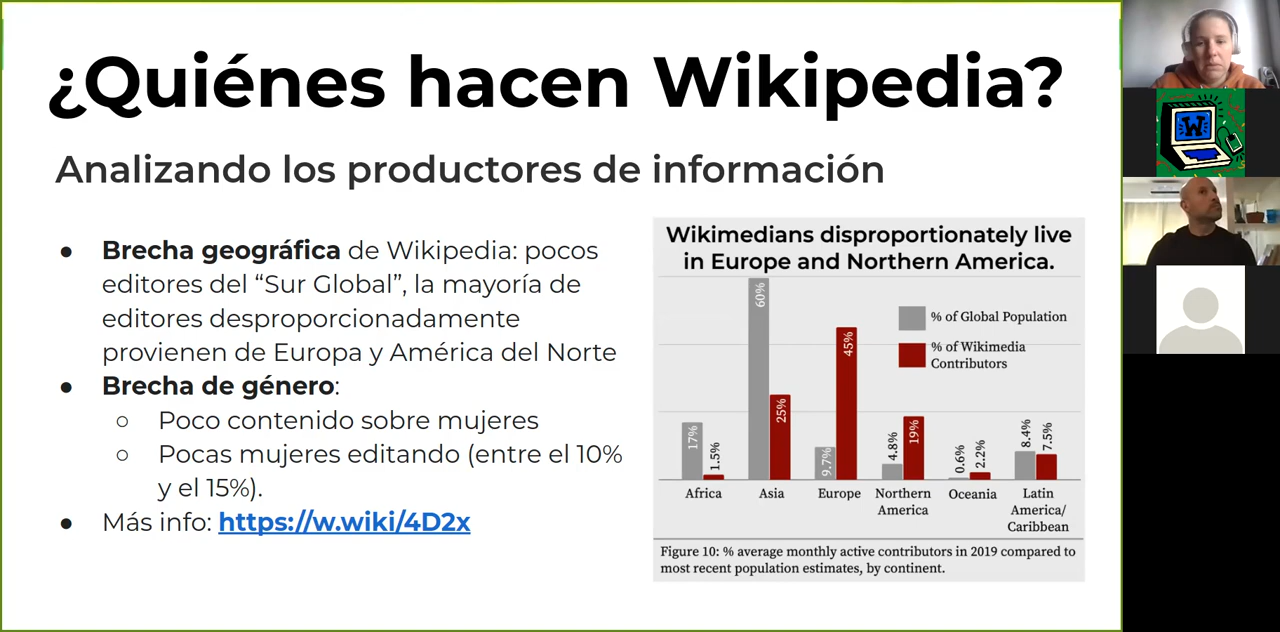 ¿Quiénes hacen Wikipedia?
Analizando los productores de información
● Brecha geográfica de Wikipedia: pocos
editores del “Sur Global”, la mayoría de
editores desproporcionadamente
provienen de Europa y América del Norte
● Brecha de género:
○ Poco contenido sobre mujeres
○ Pocas mujeres editando (entre el 10%
y el 15%).
● Más info: https://w.wiki/4D2x
Wikimedians disproportionately live
in Europe and Northern America.
% of Global Population
% of Wikimedia
Contributors
17%
1.5%
60%
25%
9.7%
45%
4.8%
19%
0.6%
2.2%
8.4%
7.5%
Africa
Asia
Europe
Northern
America
Oceania
Latin
America/
Caribbean
Figure 10: % average monthly active contributors in 2019 compared to
most recent population estimates, by continent.
W